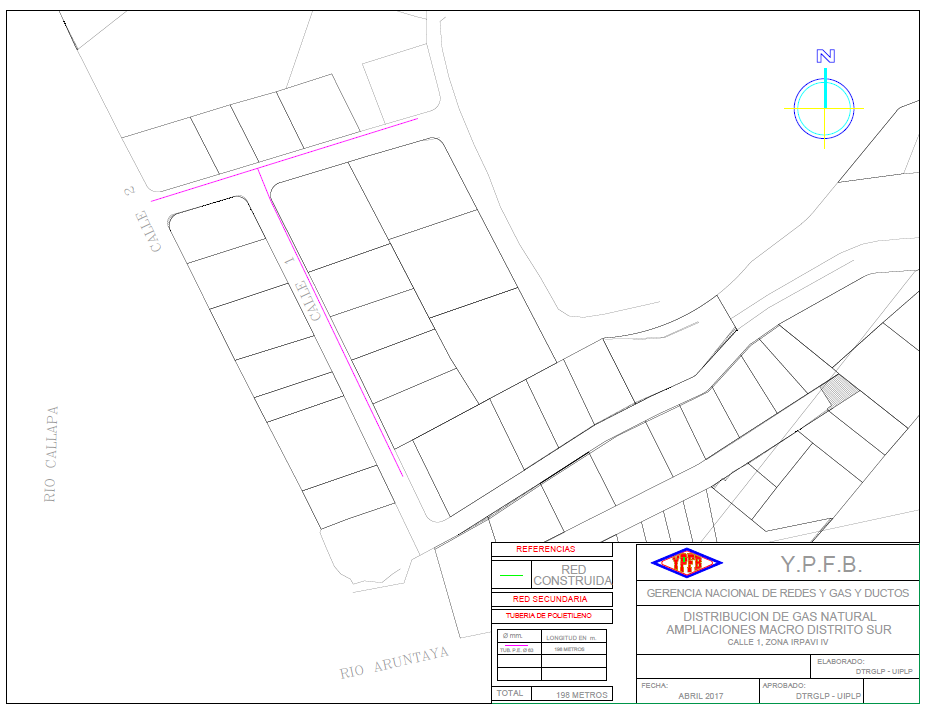 N
CALLE 2
CALLE 1
RIO CALLAPA
RIO ARUNTAYA
REFERENCIAS
RED CONSTRUIDA
RED SECUNDARIA
TUBERIA DE POLIETILENO
Ø mm. LONGITUD EN m.
TUB. P.E. Ø 63. 198 METROS
TOTAL 198 METROS
YPFB Y.P.F.B.
GERENCIA NACIONAL DE REDES Y GAS Y DUCTOS
DISTRIBUCION DE GAS NATURAL
AMPLIACIONES MACRO DISTRITO SUR
CALLE 1, ZONA IRPAVI IV
ELABORADO:
DTRGLP - UIPLP
FECHA:
ABRIL 2017
APROBADO:
DTRGLP - UIPLP